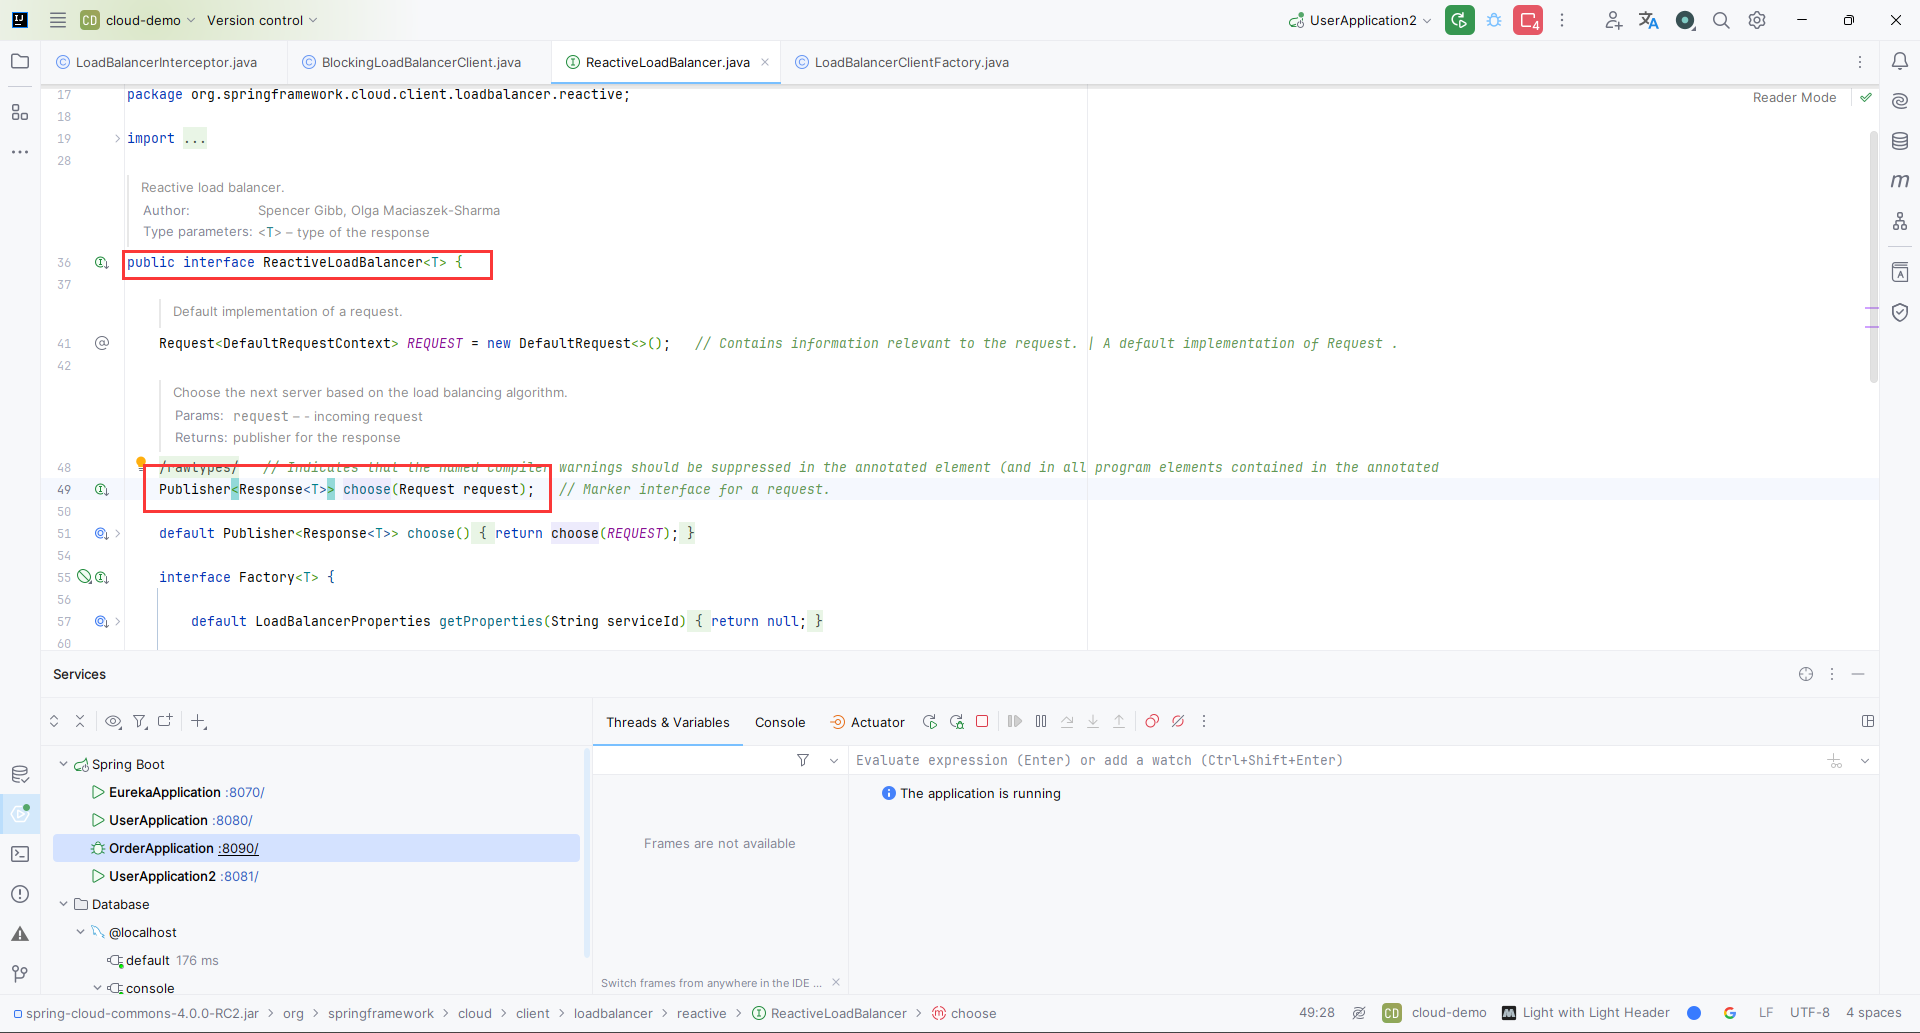 IJ
CD cloud-demo Version control
UserApplication2
4
LoadBalancerInterceptor.java BlockingLoadBalancerClient.java ReactiveLoadBalancer.java LoadBalancerClientFactory.java
Reader Mode
17 package org.springframework.cloud.client.loadbalancer.reactive;
18
19 import ...
28
Reactive load balancer.
Author: Spencer Gibb, Olga Maciaszek-Sharma
Type parameters: <T> – type of the response
36 public interface ReactiveLoadBalancer<T> {
37
Default implementation of a request.
41 Request<DefaultRequestContext> REQUEST = new DefaultRequest<>(); // Contains information relevant to the request. | A default implementation of Request .
42
Choose the next server based on the load balancing algorithm.
Params: request – - incoming request
Returns: publisher for the response
48 /rawtypes/ // Indicates that the named compiler warnings should be suppressed in the annotated element (and in all program elements contained in the annotated
49 Publisher<Response<T>> choose(Request request); // Marker interface for a request.
50
51 default Publisher<Response<T>> choose() { return choose(REQUEST); }
54
55 interface Factory<T> {
56
57 default LoadBalancerProperties getProperties(String serviceId) { return null; }
60
Services
Threads & Variables Console Actuator
Evaluate expression (Enter) or add a watch (Ctrl+Shift+Enter)
The application is running
Frames are not available
Switch frames from anywhere in the IDE ...
Spring Boot
EurekaApplication :8070/
UserApplication :8080/
OrderApplication :8090/
UserApplication2 :8081/
Database
@localhost
default 176 ms
console
spring-cloud-commons-4.0.0-RC2.jar > org > springframework > cloud > client > loadbalancer > reactive > ReactiveLoadBalancer > choose
49:28 CD cloud-demo Light with Light Header LF UTF-8 4 spaces